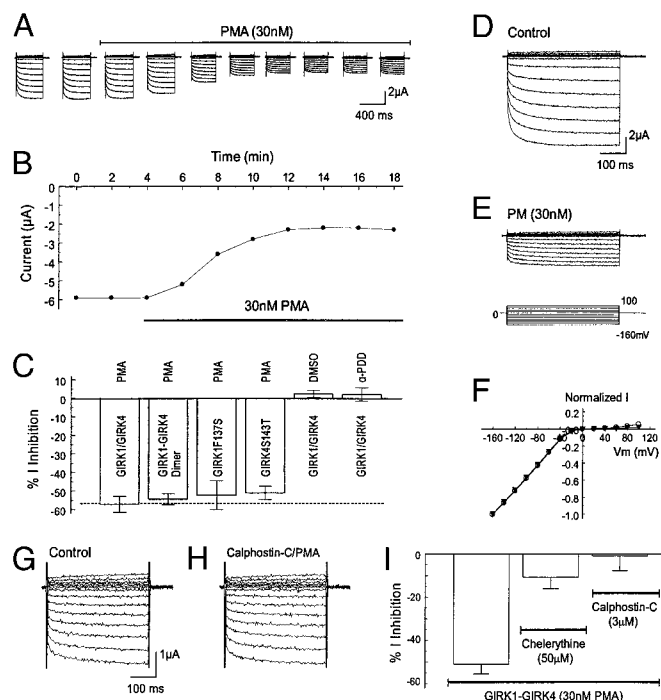 A
PMA (30nM)
2µA
400 ms
B
Time (min)
0 2 4 6 8 10 12 14 16 18
0
-1
-2
-3
-4
-5
-6
Current (µA)
30nM PMA
C
PMA
PMA
PMA
PMA
DMSO
α-PDD
10
0
-10
-20
-30
-40
-50
-60
% I Inhibition
GIRK1/GIRK4
GIRK1-GIRK4
Dimer
GIRK1F137S
GIRK4S143T
GIRK1/GIRK4
GIRK1/GIRK4
D
Control
2µA
100 ms
E
PM (30nM)
100
0
-160mV
F
Normalized I
0.2
-160 -120 -80 -40
0 20 40 60 80 100
Vm (mV)
-0.2
-0.4
-0.6
-0.8
-1.0
G
Control
1µA
100 ms
H
Calphostin-C/PMA
I
0
-20
-40
-60
% I Inhibition
Calphostin-C
(3µM)
Chelerythine
(50µM)
GIRK1-GIRK4 (30nM PMA)